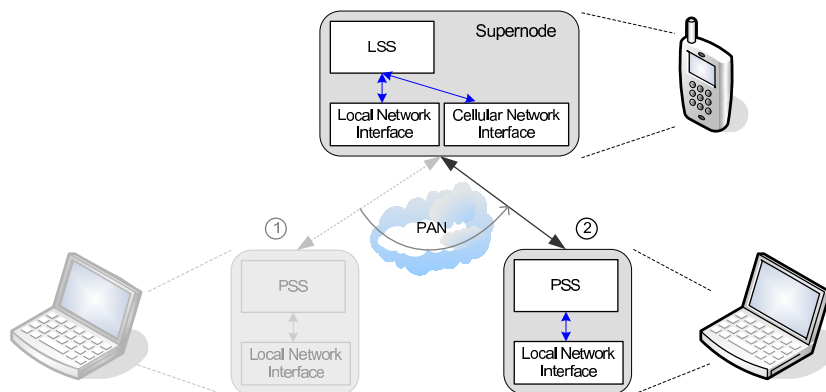 Supernode
LSS
Local Network
Interface
Cellular Network
Interface
PAN
1
2
PSS
Local Network
Interface
PSS
Local Network
Interface